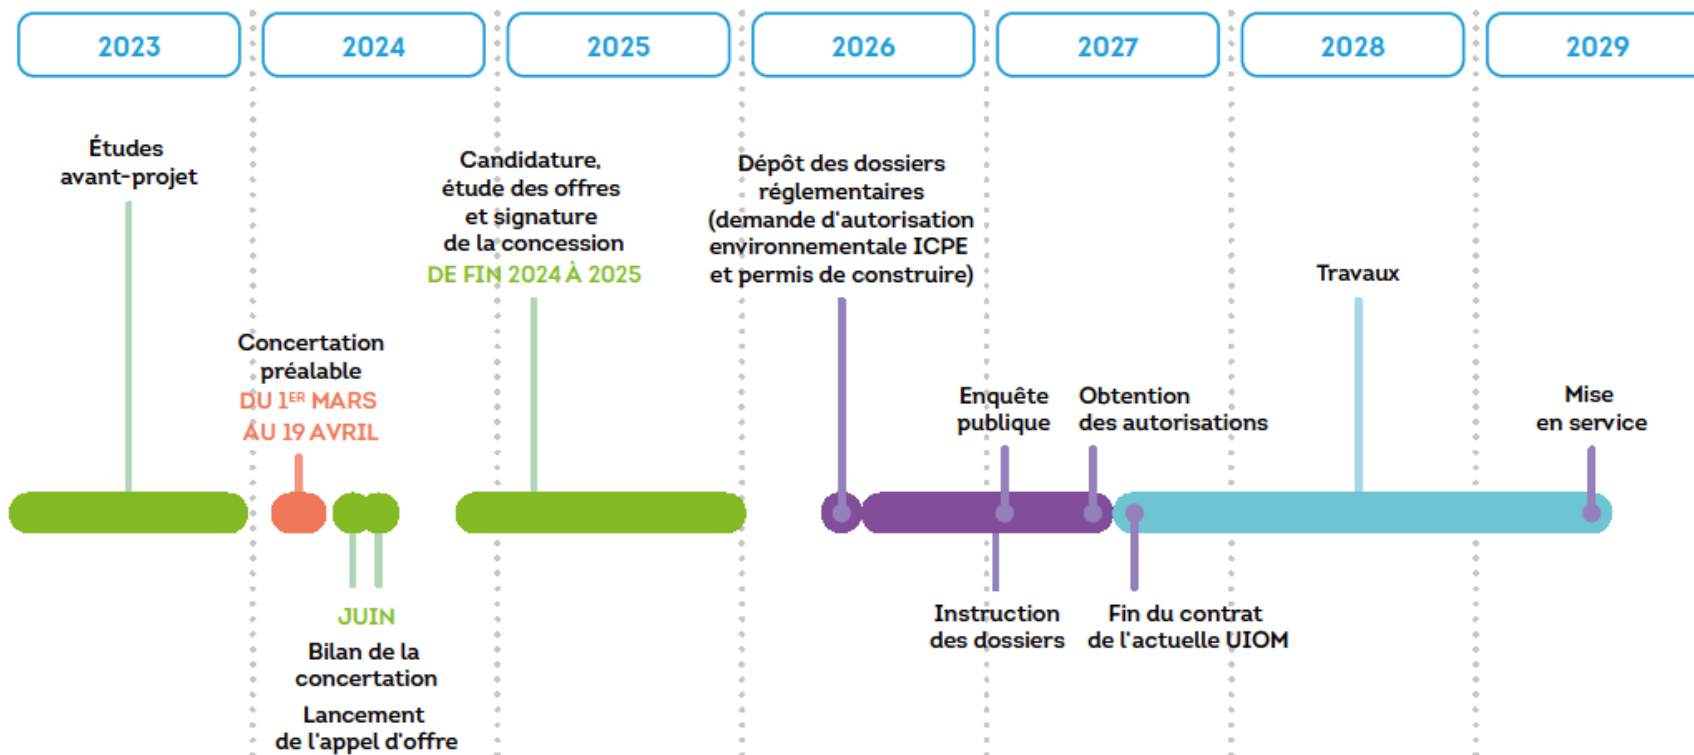 2023
2024
2025
2026
2027
2028
2029
Études
avant-projet
Concertation
préalable
DU 1ER MARS
AU 19 AVRIL
JUIN
Bilan de la
concertation
Lancement
de l'appel d'offre
Candidature,
étude des offres
et signature
de la concession
DE FIN 2024 À 2025
Dépôt des dossiers
réglementaires
(demande d'autorisation
environnementale ICPE
et permis de construire)
Enquête
publique
Instruction
des dossiers
Obtention
des autorisations
Fin du contrat
de l'actuelle UIOM
Travaux
Mise
en service